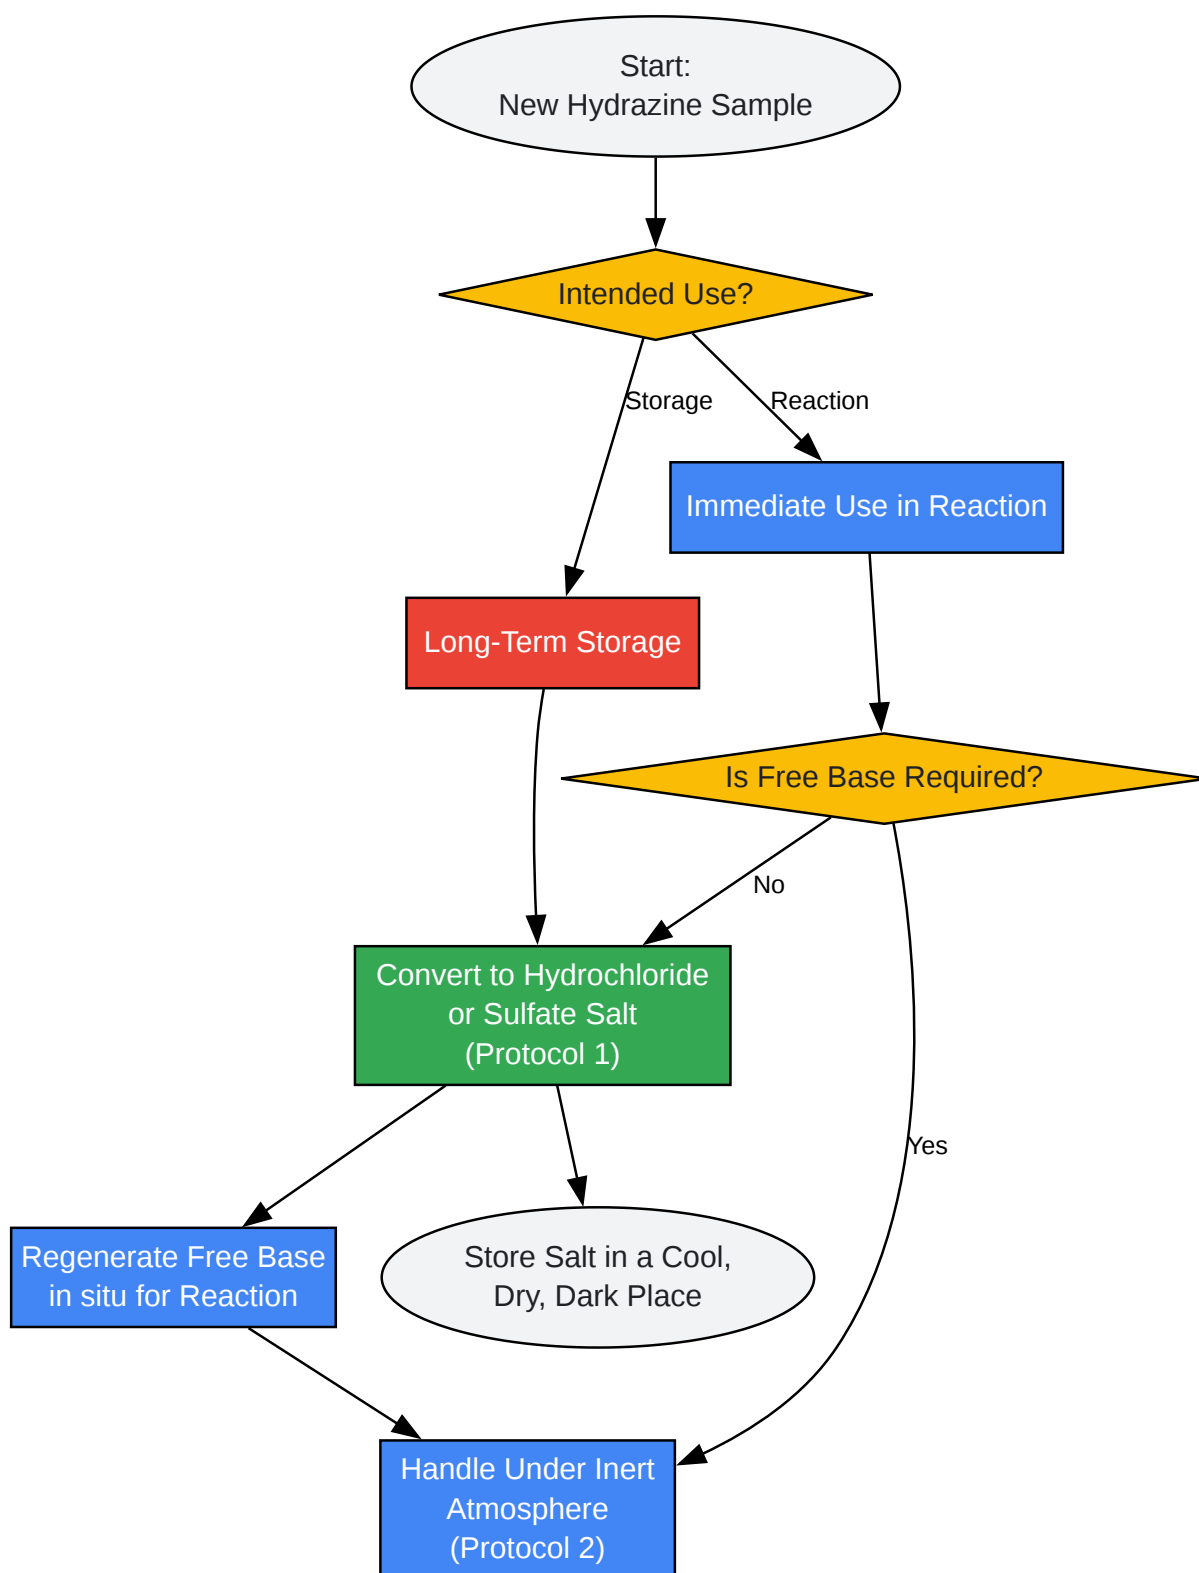 Start:
New Hydrazine Sample
Intended Use?
Storage
Reaction
Immediate Use in Reaction
Long-Term Storage
Is Free Base Required?
No
Convert to Hydrochloride
or Sulfate Salt
(Protocol 1)
Yes
Regenerate Free Base
in situ for Reaction
Store Salt in a Cool,
Dry, Dark Place
Handle Under Inert
Atmosphere
(Protocol 2)